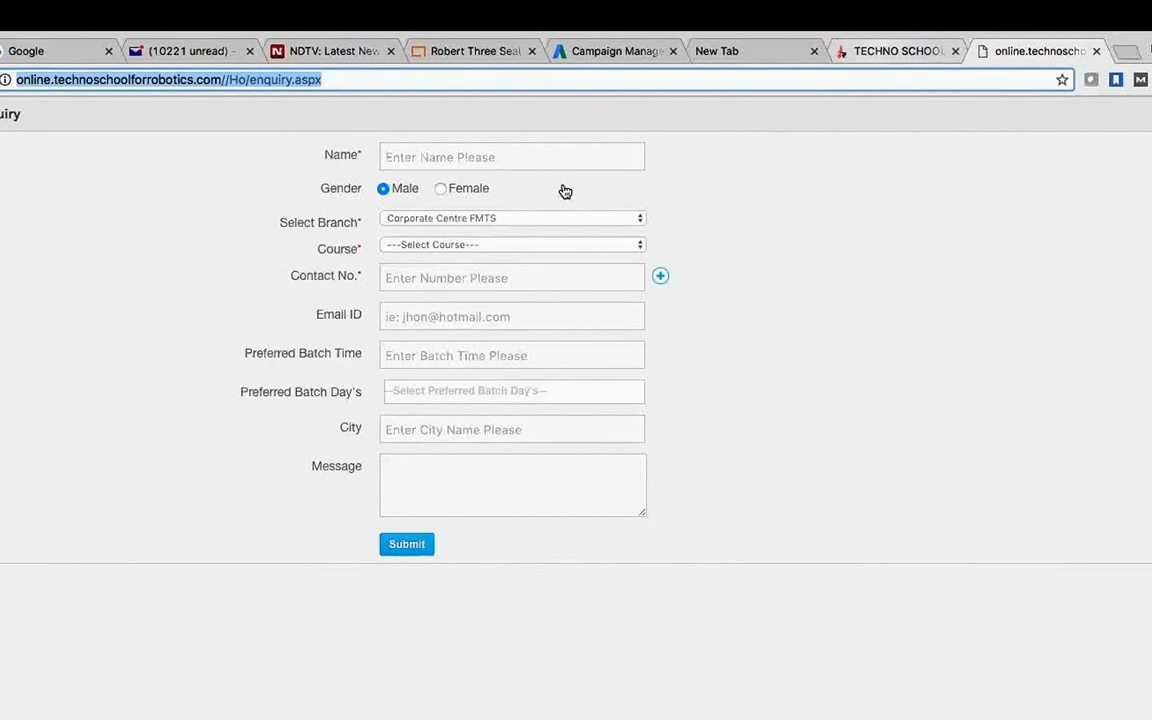 Google
(10221 unread) -
NDTV: Latest New
Robert Three Sea
Campaign Manage
New Tab
TECHNO SCHOOL
online.technoscho
online.technoschoolforrobotics.com//Ho/enquiry.aspx
uiry
Name*
Enter Name Please
Gender
Male
Female
Select Branch*
Corporate Centre FMTS
Course*
---Select Course---
Contact No.*
Enter Number Please
Email ID
ie: jhon@hotmail.com
Preferred Batch Time
Enter Batch Time Please
Preferred Batch Day's
--Select Preferred Batch Day's--
City
Enter City Name Please
Message
Submit